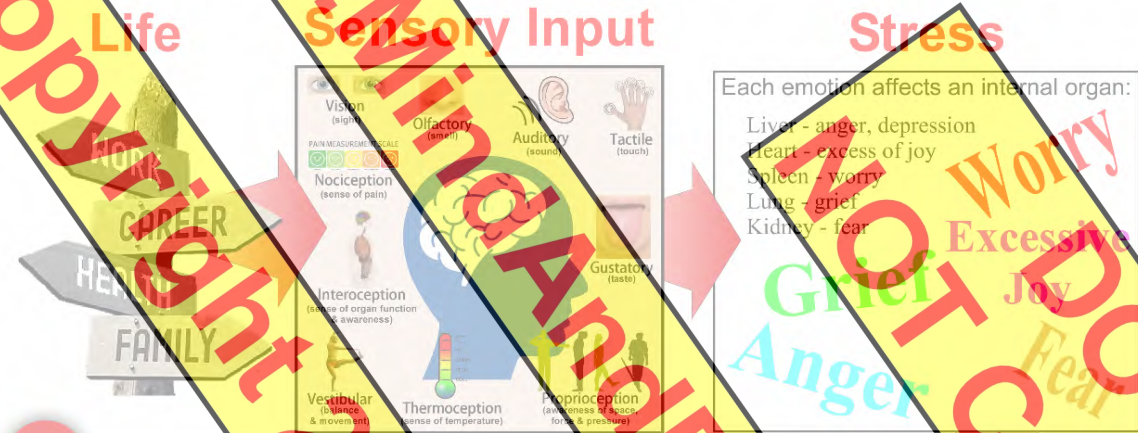 Life
Sensory Input
Stress
WORK
CAREER
HEALTH
FAMILY
Vision
(sight)
Olfactory
(smell)
Auditory
(sound)
Tactile
(touch)
PAIN MEASUREMENT SCALE
Nociception
(sense of pain)
Interoception
(sense of organ function
& awareness)
Gustatory
(taste)
Vestibular
(balance
& movement)
Thermoception
(sense of temperature)
Proprioception
(awareness of space,
force & pressure)
Each emotion affects an internal organ:
Liver - anger, depression
Heart - excess of joy
Spleen - worry
Lung - grief
Kidney - fear
Worry
Excessive
Joy
Grief
Anger
Fear
opyright
MindAngl
DO
NOT C